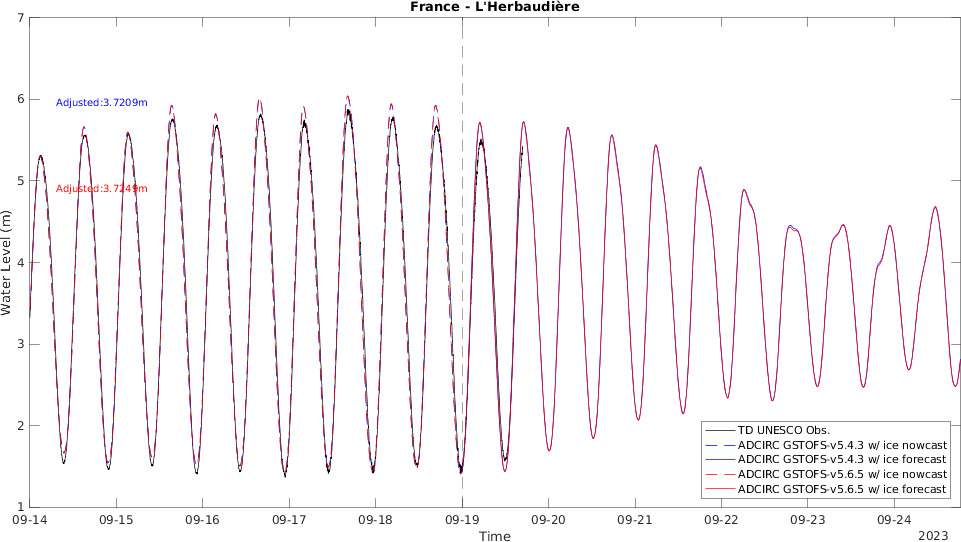 France - L'Herbaudière
7
6
5
4
3
2
1
Water Level (m)
Adjusted:3.7209m
Adjusted:3.7249m
TD UNESCO Obs.
ADCIRC GSTOFS-v5.4.3 w/ ice nowcast
ADCIRC GSTOFS-v5.4.3 w/ ice forecast
ADCIRC GSTOFS-v5.6.5 w/ ice nowcast
ADCIRC GSTOFS-v5.6.5 w/ ice forecast
09-14 09-15 09-16 09-17 09-18 09-19 09-20 09-21 09-22 09-23 09-24
Time
2023